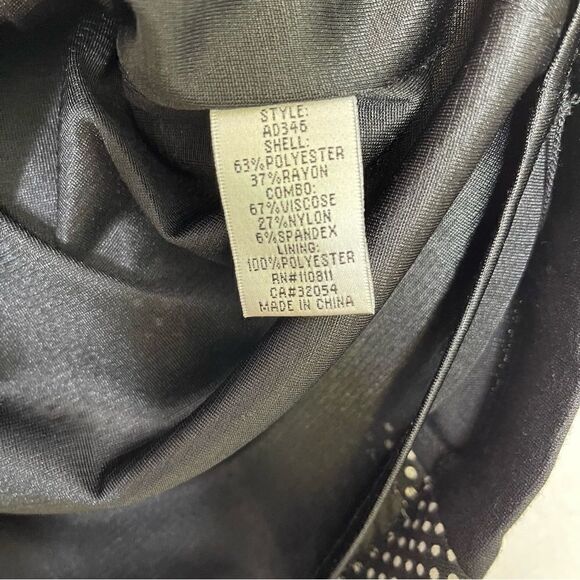 STYLE:
AD346
SHELL:
63%POLYESTER
37%RAYON
COMBO:
67%VISCOSE
27%NYLON
6%SPANDEX
LINING:
100%POLYESTER
RN#110811
CA#32054
MADE IN CHINA